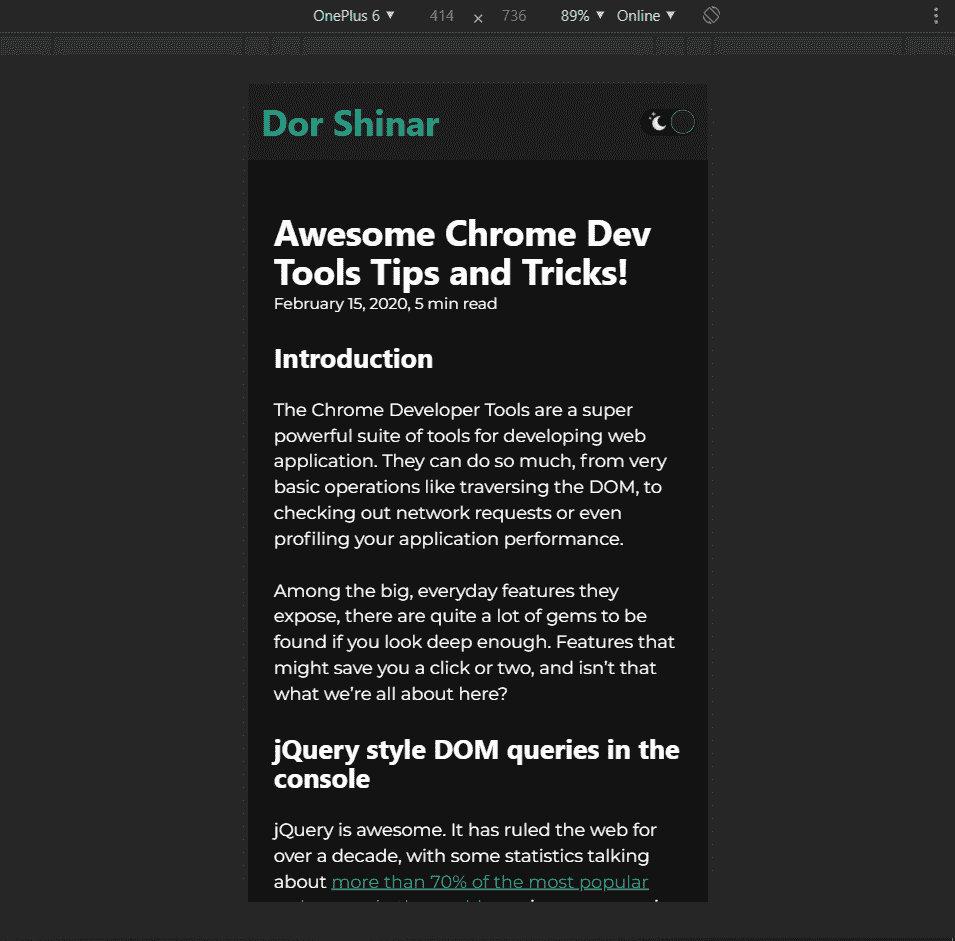 OnePlus 6 414 × 736 89% Online
Dor Shinar
Awesome Chrome Dev
Tools Tips and Tricks!
February 15, 2020, 5 min read
Introduction
The Chrome Developer Tools are a super
powerful suite of tools for developing web
application. They can do so much, from very
basic operations like traversing the DOM, to
checking out network requests or even
profiling your application performance.
Among the big, everyday features they
expose, there are quite a lot of gems to be
found if you look deep enough. Features that
might save you a click or two, and isn’t that
what we’re all about here?
jQuery style DOM queries in the
console
jQuery is awesome. It has ruled the web for
over a decade, with some statistics talking
about more than 70% of the most popular